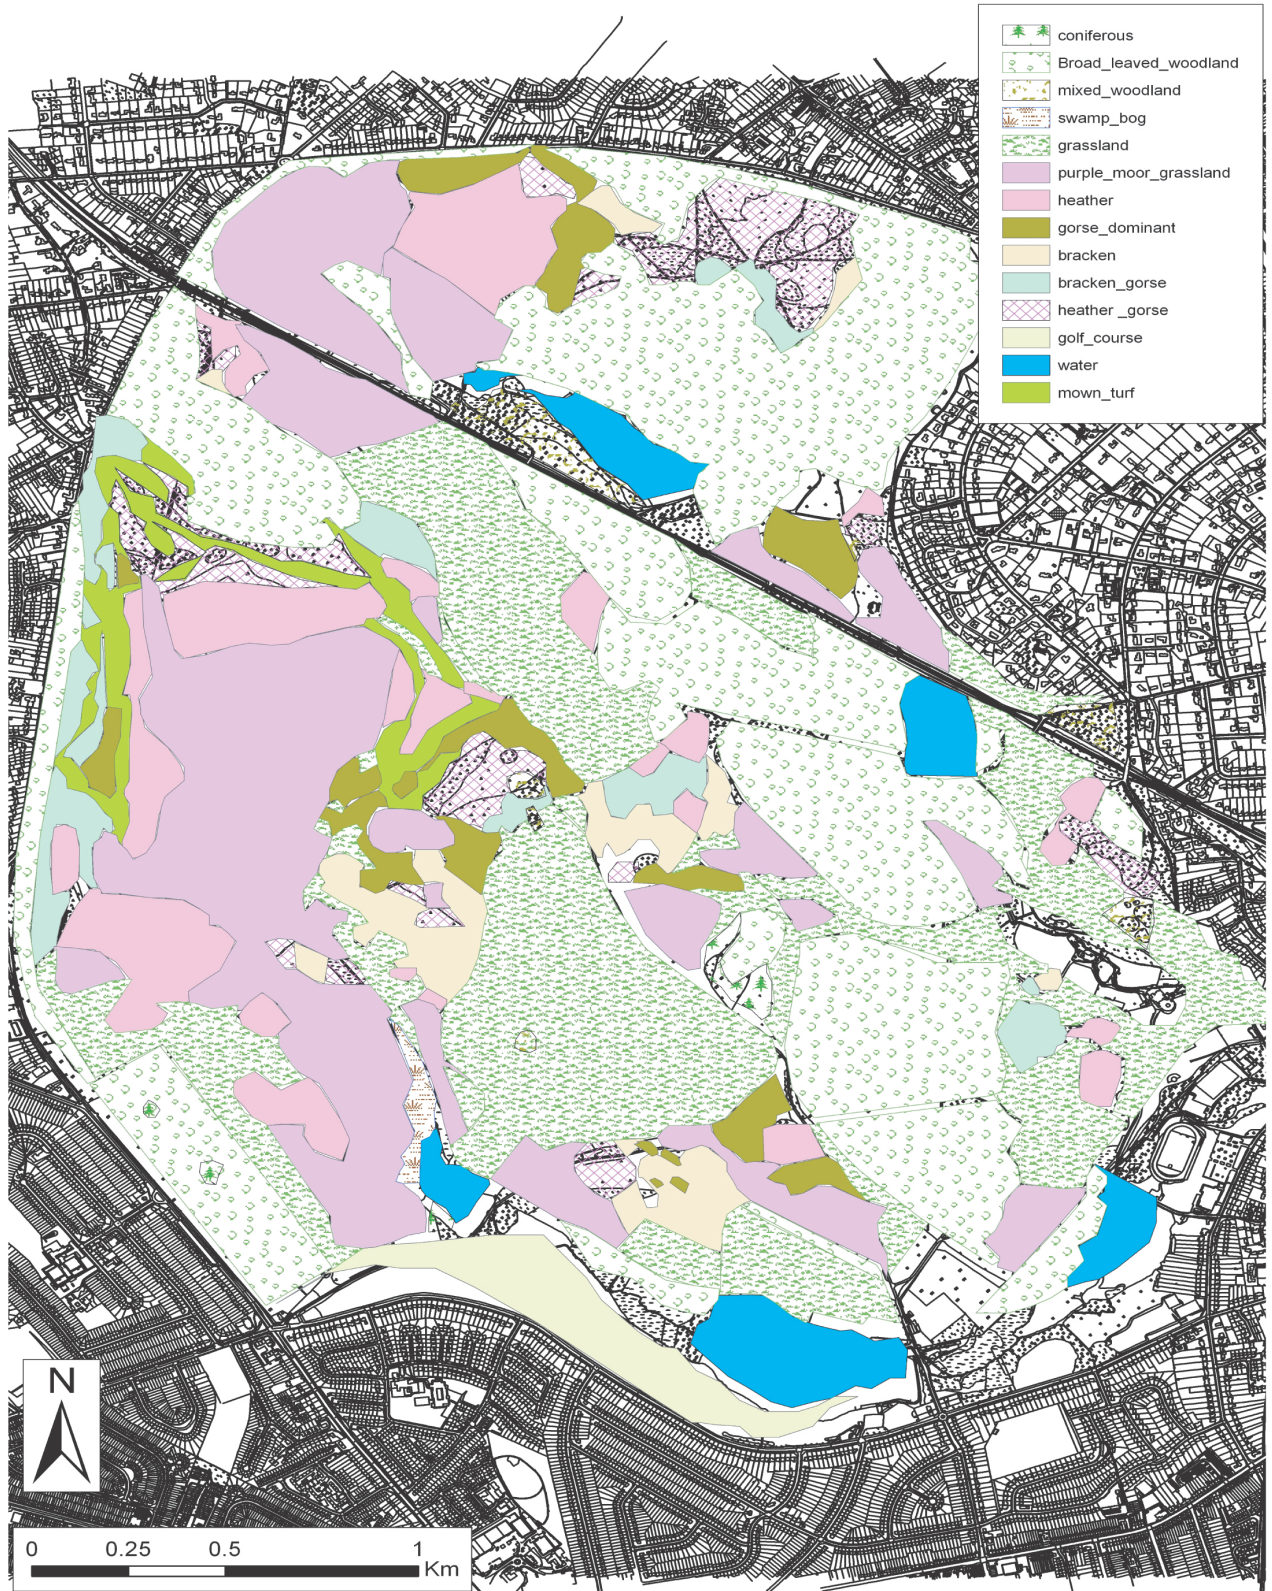 coniferous
Broad_leaved_woodland
mixed_woodland
swamp_bog
grassland
purple_moor_grassland
heather
gorse_dominant
bracken
bracken_gorse
heather _gorse
golf_course
water
mown_turf
N
0 0.25 0.5 1
Km